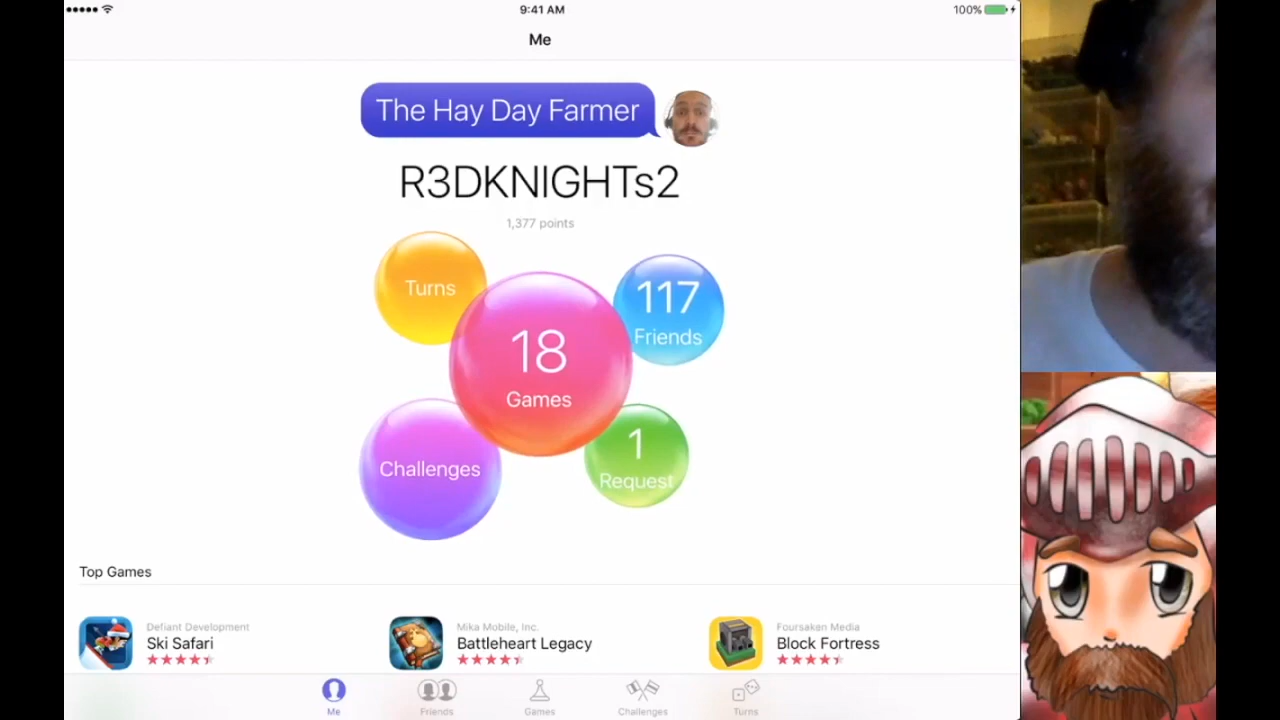 9:41 AM
100%
Me
The Hay Day Farmer
R3DKNIGHTs2
1,377 points
Turns
117
Friends
18
Games
Challenges
1
Request
Top Games
Defiant Development
Ski Safari
Mika Mobile, Inc.
Battleheart Legacy
Foursaken Media
Block Fortress
Me
Friends
Games
Challenges
Turns